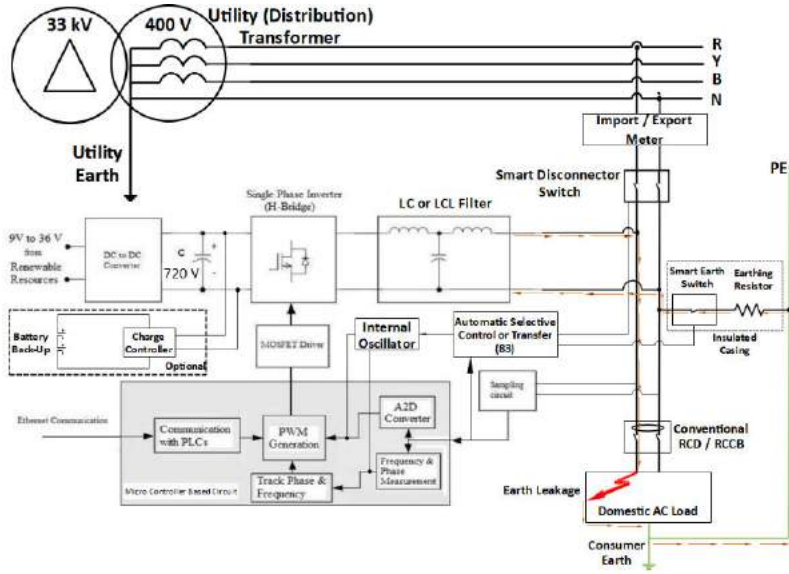 33 kV
400 V
Utility (Distribution)
Transformer
R
Y
B
N
Import / Export
Meter
Utility
Earth
PE
Smart Disconnector
Switch
Single Phase Inverter
(H-Bridge)
LC or LCL Filter
9V to 36 V
from
Renewable
Resources
DC to DC
Converter
C
+
720 V
-
Smart Earth
Switch
Earthing
Resistor
Insulated
Casing
Battery
Back-Up
Charge
Controller
Optional
MOSFET Driver
Internal
Oscillator
Automatic Selective
Control or Transfer
(83)
Sampling
circuit
Ethernet Communication
Communication
with PLCs
PWM
Generation
A2D
Converter
Frequency &
Phase
Measurement
Track Phase &
Frequency
Micro Controller Based Circuit
Conventional
RCD / RCCB
Earth Leakage
Domestic AC Load
Consumer
Earth